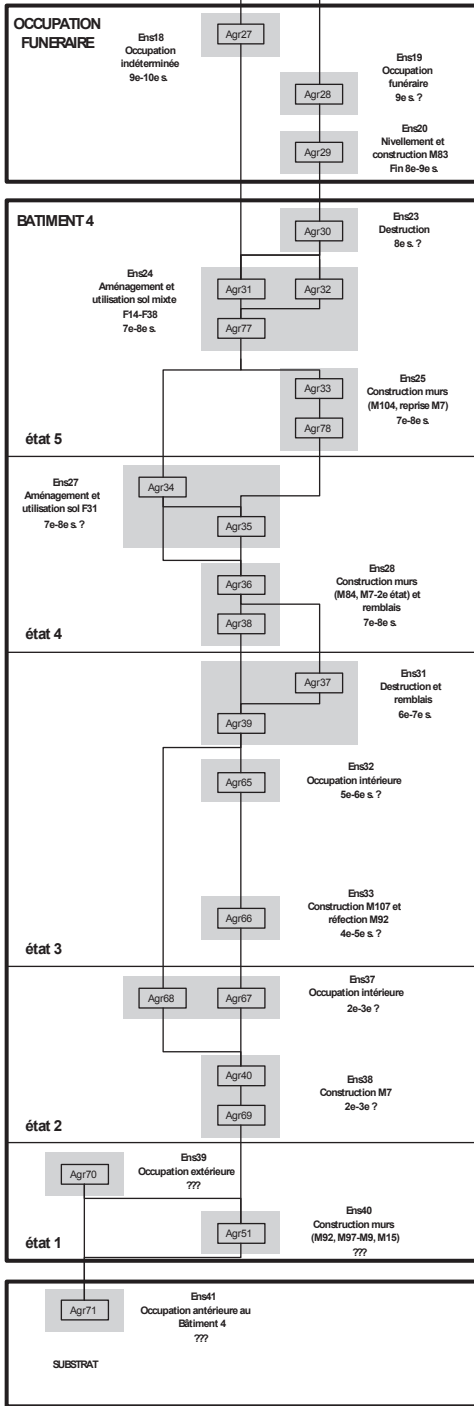 OCCUPATION
FUNERAIRE
Ens18
Occupation
indéterminée
9e-10e s.
Agr27
Agr28
Ens19
Occupation
funéraire
9e s. ?
Agr29
Ens20
Nivellement et
construction M83
Fin 8e-9e s.
BATIMENT 4
Agr30
Ens23
Destruction
8e s. ?
Ens24
Aménagement et
utilisation sol mixte
F14-F38
7e-8e s.
Agr31
Agr32
Agr77
Agr33
Agr78
Ens25
Construction murs
(M104, reprise M7)
7e-8e s.
état 5
Ens27
Aménagement et
utilisation sol F31
7e-8e s. ?
Agr34
Agr35
Agr36
Agr38
Ens28
Construction murs
(M84, M7-2e état) et
remblais
7e-8e s.
état 4
Agr37
Agr39
Ens31
Destruction et
remblais
6e-7e s.
Agr65
Ens32
Occupation intérieure
5e-6e s. ?
Agr66
Ens33
Construction M107 et
réfection M92
4e-5e s. ?
état 3
Agr68
Agr67
Ens37
Occupation intérieure
2e-3e ?
Agr40
Agr69
Ens38
Construction M7
2e-3e ?
état 2
Agr70
Ens39
Occupation extérieure
???
Agr51
Ens40
Construction murs
(M92, M97-M9, M15)
???
état 1
Agr71
Ens41
Occupation antérieure au
Bâtiment 4
???
SUBSTRAT